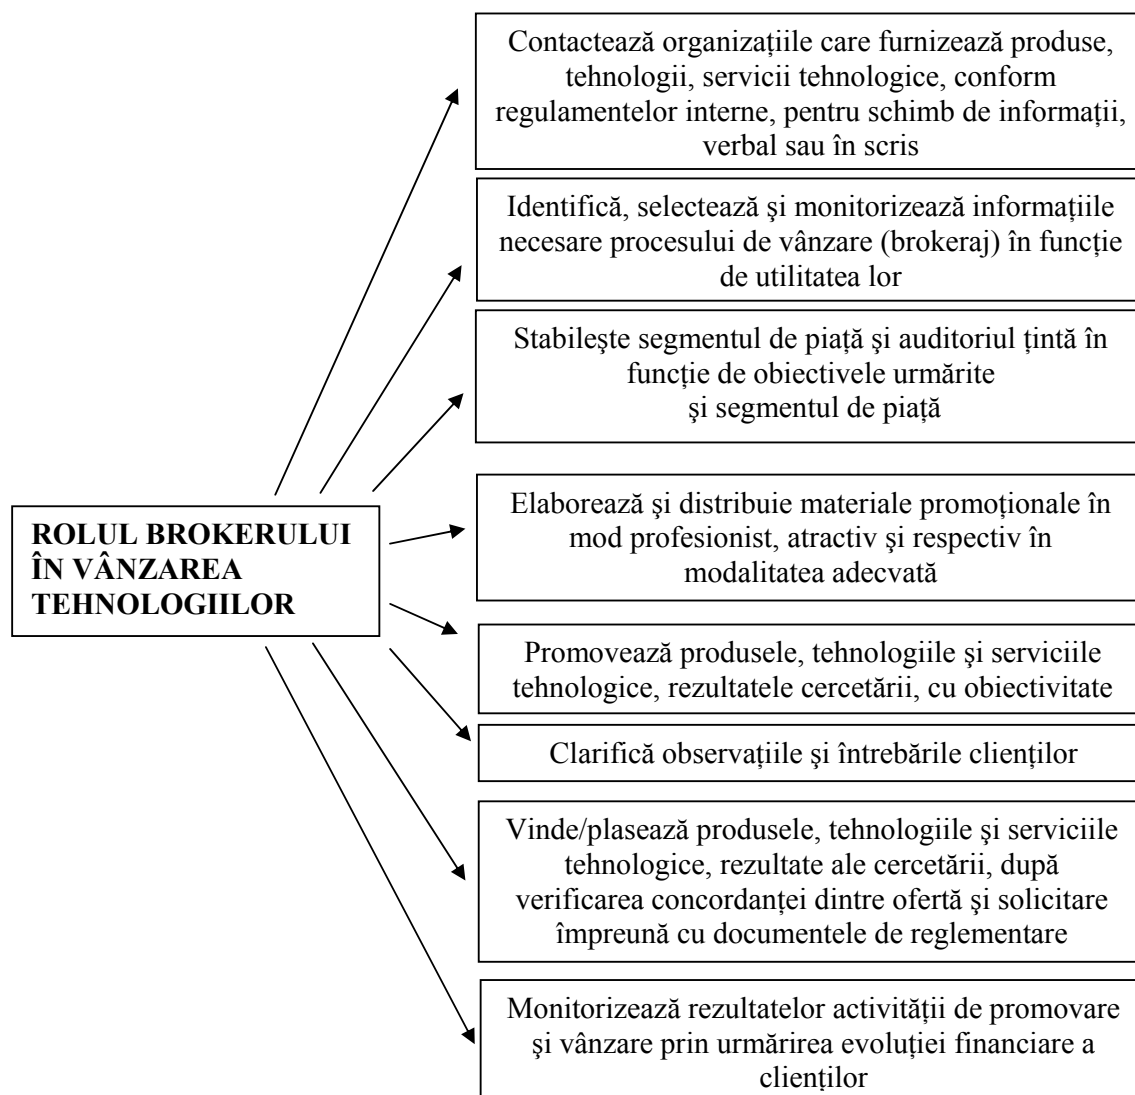 Contactează organizațiile care furnizează produse,
tehnologii, servicii tehnologice, conform
regulamentelor interne, pentru schimb de informații,
verbal sau în scris
Identifică, selectează şi monitorizează informațiile
necesare procesului de vânzare (brokeraj) în funcție
de utilitatea lor
Stabileşte segmentul de piață şi auditoriul țintă în
funcție de obiectivele urmărite
şi segmentul de piață
ROLUL BROKERULUI
ÎN VÂNZAREA
TEHNOLOGIILOR
Elaborează şi distribuie materiale promoționale în
mod profesionist, atractiv şi respectiv în
modalitatea adecvată
Promovează produsele, tehnologiile şi serviciile
tehnologice, rezultatele cercetării, cu obiectivitate
Clarifică observațiile şi întrebările clienților
Vinde/plasează produsele, tehnologiile şi serviciile
tehnologice, rezultate ale cercetării, după
verificarea concordanței dintre ofertă şi solicitare
împreună cu documentele de reglementare
Monitorizează rezultatelor activității de promovare
şi vânzare prin urmărirea evoluției financiare a
clienților